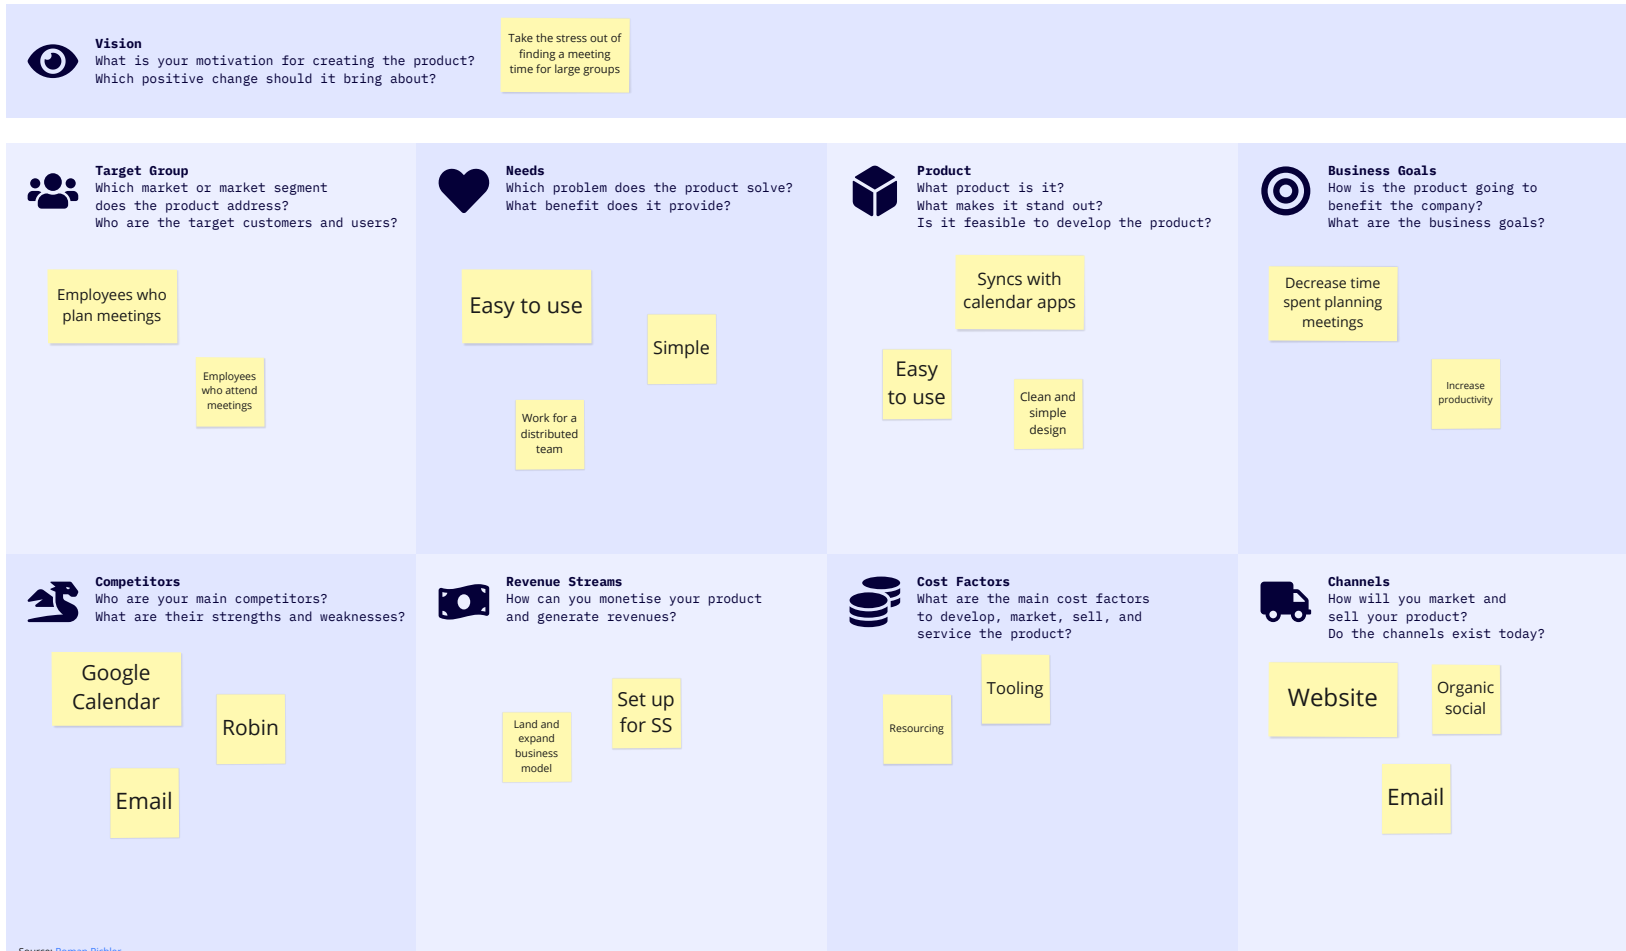 Vision
What is your motivation for creating the product?
Which positive change should it bring about?
Take the stress out of
finding a meeting
time for large groups
Target Group
Which market or market segment
does the product address?
Who are the target customers and users?
Employees who
plan meetings
Employees
who attend
meetings
Needs
Which problem does the product solve?
What benefit does it provide?
Easy to use
Simple
Work for a
distributed
team
Product
What product is it?
What makes it stand out?
Is it feasible to develop the product?
Syncs with
calendar apps
Easy
to use
Clean and
simple
design
Business Goals
How is the product going to
benefit the company?
What are the business goals?
Decrease time
spent planning
meetings
Increase
productivity
Competitors
Who are your main competitors?
What are their strengths and weaknesses?
Google
Calendar
Robin
Email
Revenue Streams
How can you monetise your product
and generate revenues?
Set up
for SS
Land and
expand
business
model
Cost Factors
What are the main cost factors
to develop, market, sell, and
service the product?
Tooling
Resourcing
Channels
How will you market and
sell your product?
Do the channels exist today?
Website
Organic
social
Email
Source: Roman Pichler